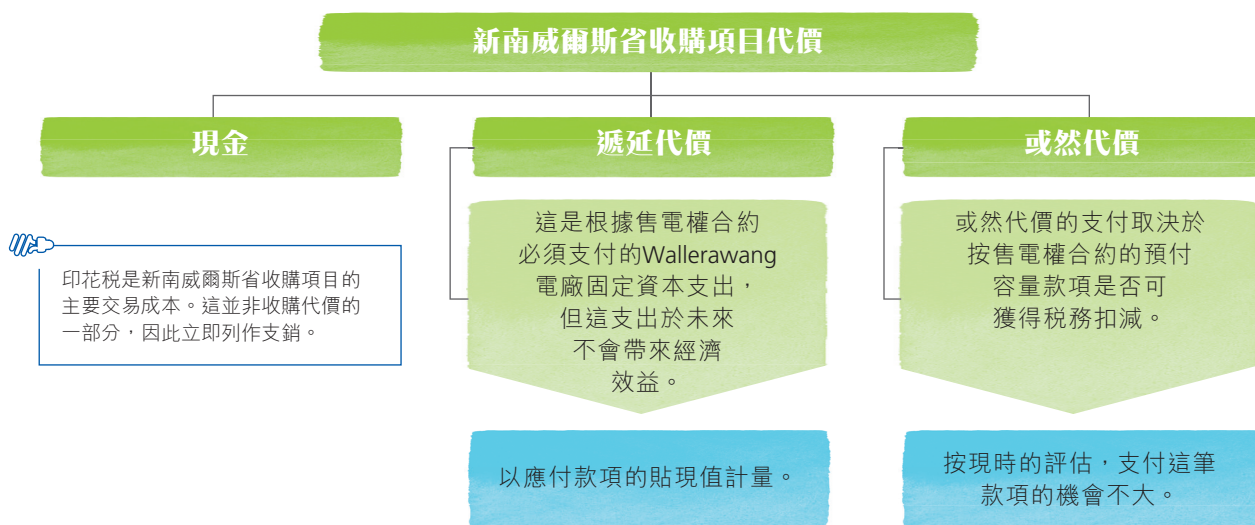 新南威爾斯省收購項目代價
現金
遞延代價
或然代價
印花税是新南威爾斯省收購項目的
主要交易成本。這並非收購代價的
一部分，因此立即列作支銷。
這是根據售電權合約
必須支付的Wallerawang
電廠固定資本支出，
但這支出於未來
不會帶來經濟
效益。
或然代價的支付取決於
按售電權合約的預付
容量款項是否可
獲得税務扣減。
以應付款項的貼現值計量。
按現時的評估，支付這筆
款項的機會不大。